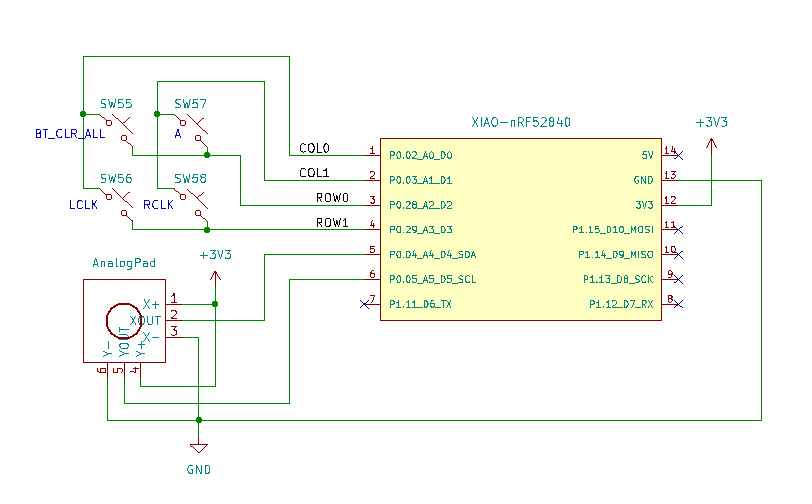 SW55
SW57
BT_CLR_ALL
A
XIAO-nRF52840
+3V3
COL0
1
P0.02_A0_D0
5V
14
COL1
2
P0.03_A1_D1
GND
13
SW56
SW58
LCLK
RCLK
ROW0
3
P0.28_A2_D2
3V3
12
ROW1
4
P0.29_A3_D3
P1.15_D10_MOSI
11
+3V3
5
P0.04_A4_D4_SDA
P1.14_D9_MISO
10
AnalogPad
6
P0.05_A5_D5_SCL
P1.13_D8_SCK
9
7
P1.11_D6_TX
P1.12_D7_RX
8
X+
1
XOUT
2
X-
3
Y-
YOUT
Y+
6
5
4
GND